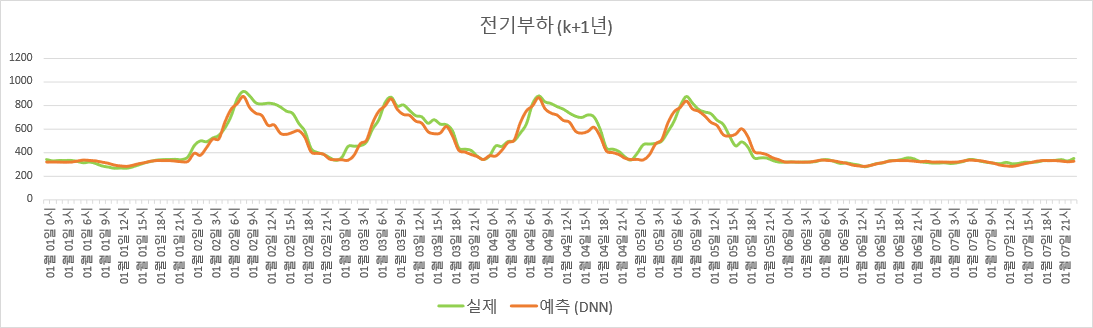 전기부하 (k+1년)
1200
1000
800
600
400
200
0
01월 01일 0시
01월 01일 3시
01월 01일 6시
01월 01일 9시
01월 01일 12시
01월 01일 15시
01월 01일 18시
01월 01일 21시
01월 02일 0시
01월 02일 3시
01월 02일 6시
01월 02일 9시
01월 02일 12시
01월 02일 15시
01월 02일 18시
01월 02일 21시
01월 03일 0시
01월 03일 3시
01월 03일 6시
01월 03일 9시
01월 03일 12시
01월 03일 15시
01월 03일 18시
01월 03일 21시
01월 04일 0시
01월 04일 3시
01월 04일 6시
01월 04일 9시
01월 04일 12시
01월 04일 15시
01월 04일 18시
01월 04일 21시
01월 05일 0시
01월 05일 3시
01월 05일 6시
01월 05일 9시
01월 05일 12시
01월 05일 15시
01월 05일 18시
01월 05일 21시
01월 06일 0시
01월 06일 3시
01월 06일 6시
01월 06일 9시
01월 06일 12시
01월 06일 15시
01월 06일 18시
01월 06일 21시
01월 07일 0시
01월 07일 3시
01월 07일 6시
01월 07일 9시
01월 07일 12시
01월 07일 15시
01월 07일 18시
01월 07일 21시
실제 예측 (DNN)